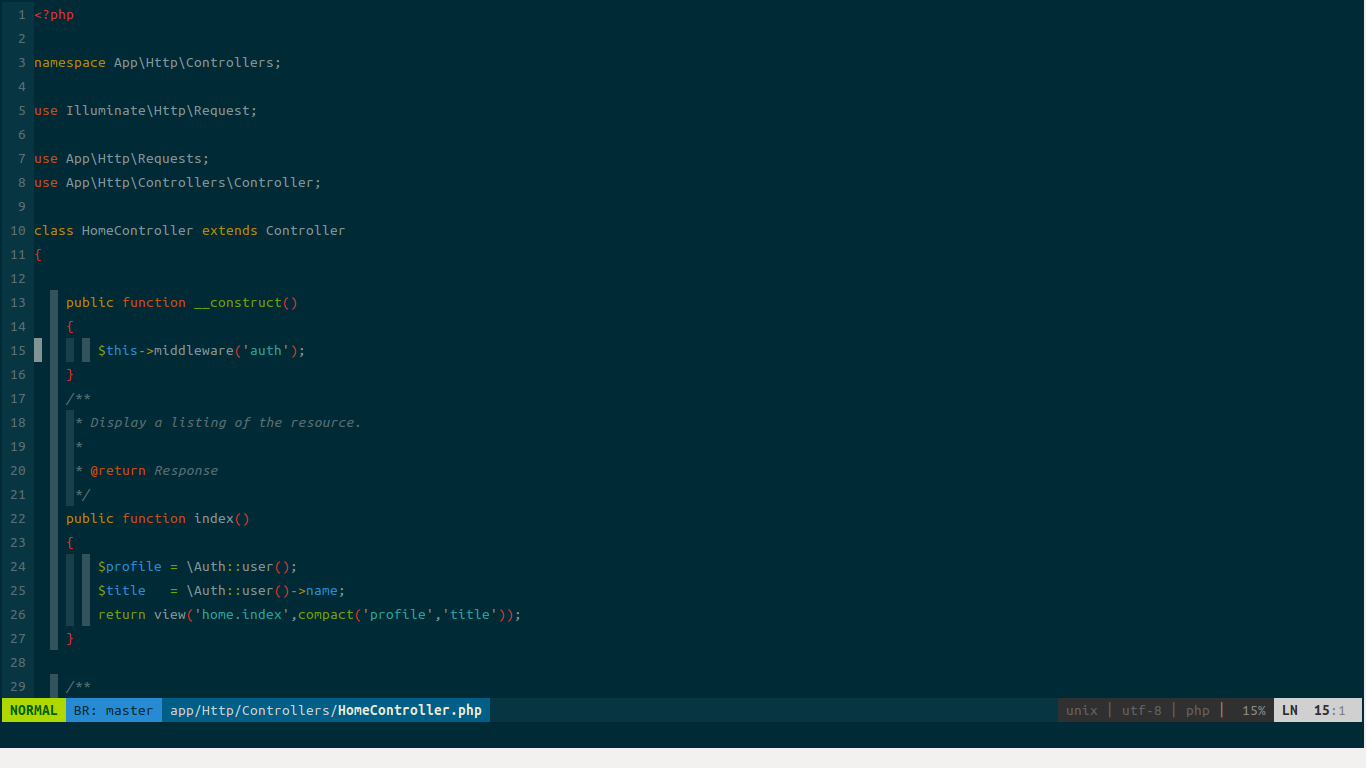 1 <?php
2
3 namespace App\Http\Controllers;
4
5 use Illuminate\Http\Request;
6
7 use App\Http\Requests;
8 use App\Http\Controllers\Controller;
9
10 class HomeController extends Controller
11 {
12
13     public function __construct()
14     {
15         $this->middleware('auth');
16     }
17     /**
18      * Display a listing of the resource.
19      *
20      * @return Response
21      */
22     public function index()
23     {
24         $profile = \Auth::user();
25         $title   = \Auth::user()->name;
26         return view('home.index',compact('profile','title'));
27     }
28
29     /**
NORMAL BR: master app/Http/Controllers/HomeController.php unix | utf-8 | php | 15% LN 15:1